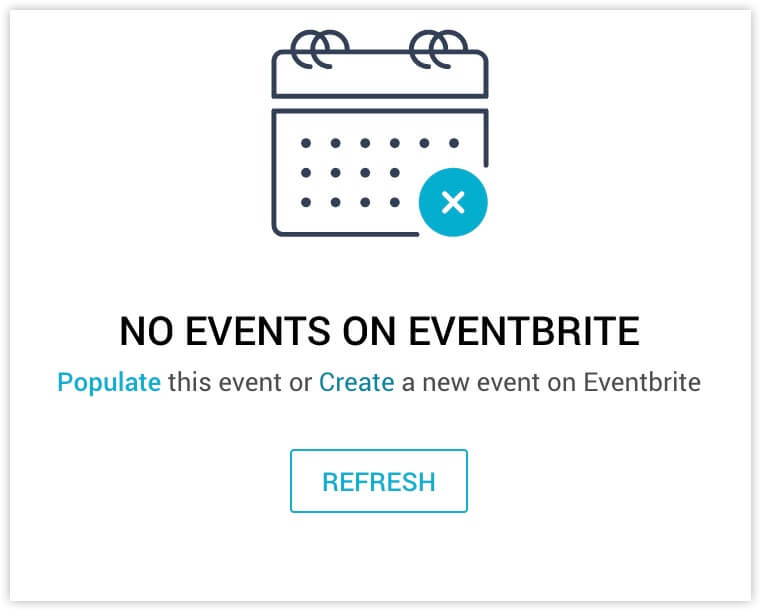 NO EVENTS ON EVENTBRITE
Populate this event or Create a new event on Eventbrite
REFRESH